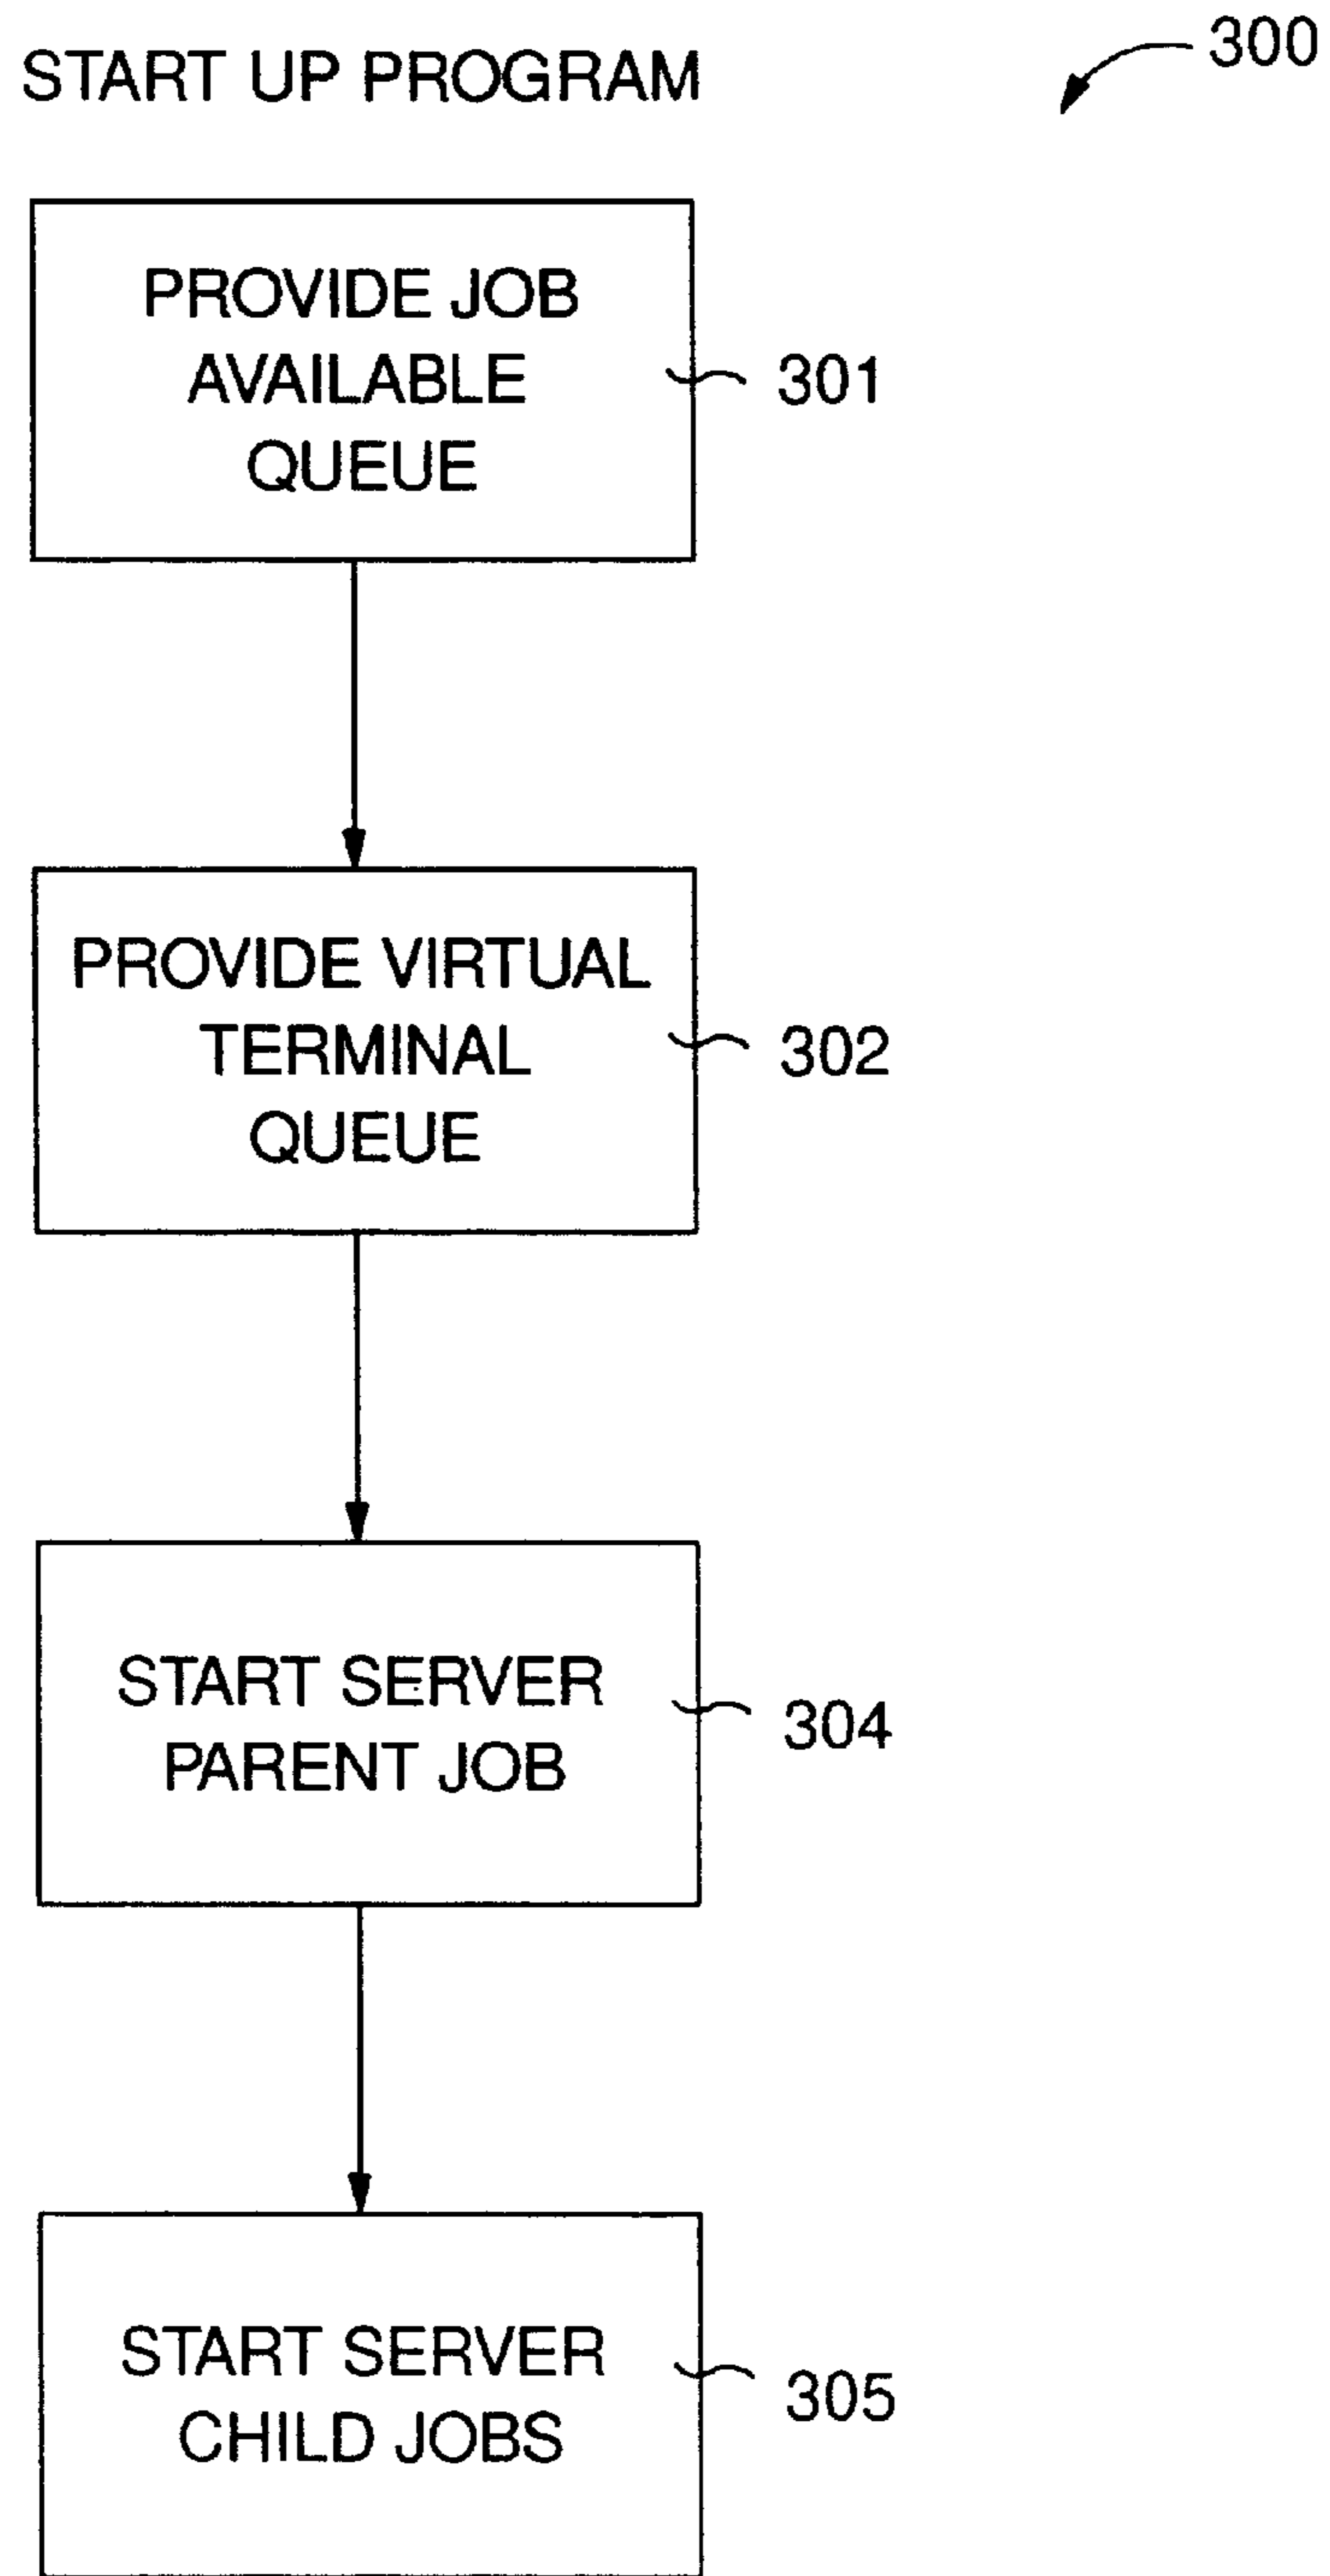 300
START UP PROGRAM
PROVIDE JOB
AVAILABLE
QUEUE
301
PROVIDE VIRTUAL
TERMINAL
QUEUE
302
START SERVER
PARENT JOB
304
START SERVER
CHILD JOBS
305